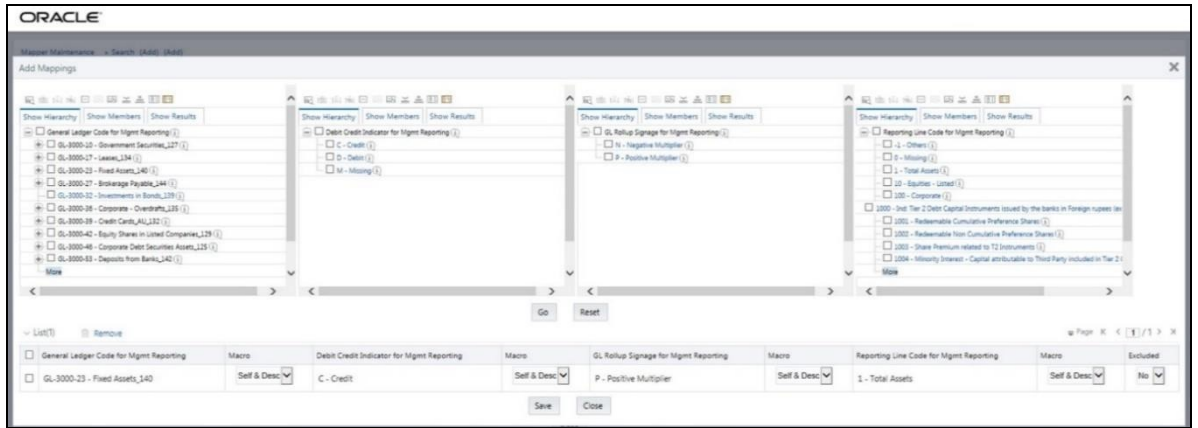 ORACLE
Mapper Maintenance » Search (Add) (Add)
Add Mappings
Show Hierarchy Show Members Show Results
General Ledger Code for Mgmt Reporting
GL-3000-10 - Government Securities_127
GL-3000-17 - Leases_134
GL-3000-23 - Fixed Assets_140
GL-3000-27 - Brokerage Payable_144
GL-3000-32 - Investments in Bonds_139
GL-3000-36 - Corporate - Overdrafts_135
GL-3000-39 - Credit Cards_AU_132
GL-3000-42 - Equity Shares in Listed Companies_129
GL-3000-46 - Corporate Debt Securities Assets_125
GL-3000-53 - Deposits from Banks_142
More
Show Hierarchy Show Members Show Results
Debit Credit Indicator for Mgmt Reporting
C - Credit
D - Debit
M - Missing
Show Hierarchy Show Members Show Results
GL Rollup Signage for Mgmt Reporting
N - Negative Multiplier
P - Positive Multiplier
Show Hierarchy Show Members Show Results
Reporting Line Code for Mgmt Reporting
-1 - Others
0 - Missing
1 - Total Assets
10 - Equities - Listed
100 - Corporate
1000 - Ind: Tier 2 Debt Capital Instruments issued by the banks in Foreign rupees
1001 - Redeemable Cumulative Preference Shares
1002 - Redeemable Non Cumulative Preference Shares
1003 - Share Premium related to T2 Instruments
1004 - Minority Interest - Capital attributable to Third Party included in Tier 2
More
Go Reset
List(1) Remove Page 1 / 1
General Ledger Code for Mgmt Reporting Macro Debit Credit Indicator for Mgmt Reporting Macro GL Rollup Signage for Mgmt Reporting Macro Reporting Line Code for Mgmt Reporting Macro Excluded
GL-3000-23 - Fixed Assets_140 Self & Desc C - Credit Self & Desc P - Positive Multiplier Self & Desc 1 - Total Assets Self & Desc No
Save Close